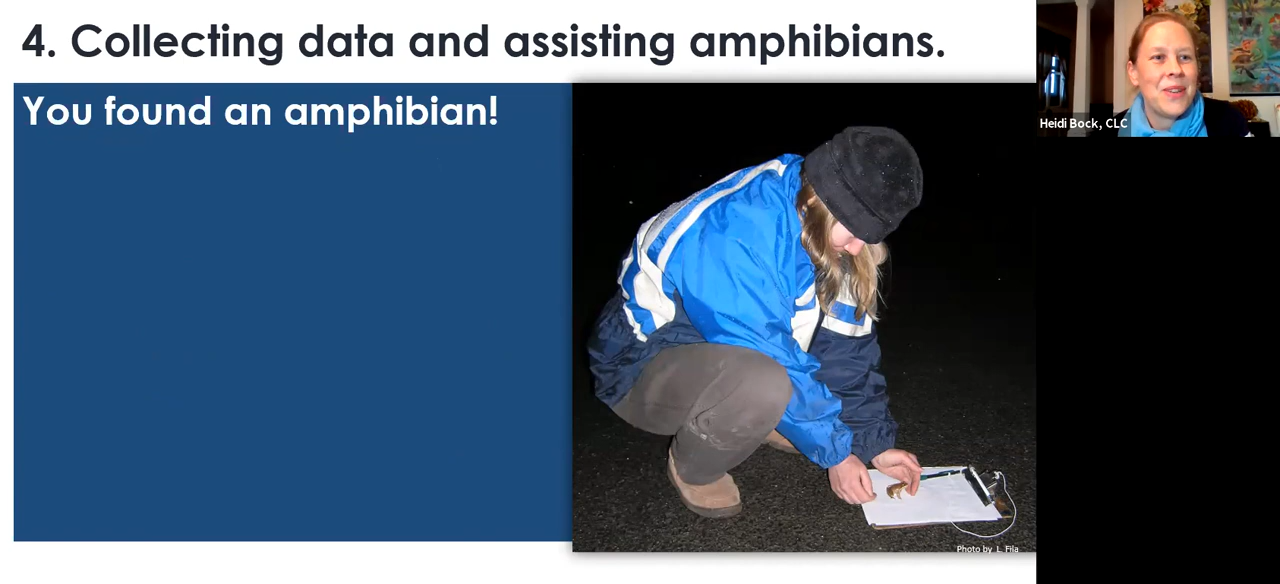 4. Collecting data and assisting amphibians.
You found an amphibian!
Heidi Bock, CLC
Photo by L. Fila